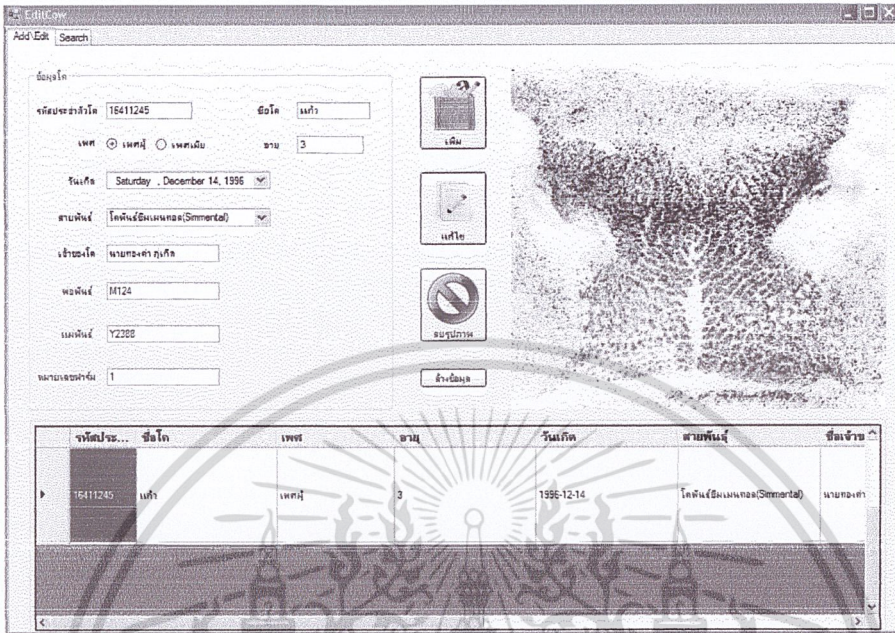 EditCow
Add\Edit Search
ข้อมูลโค
รหัสประจำตัวโค 16411245 ชื่อโค แก้ว
เพศ เพศผู้ เพศเมีย อายุ 3
วันเกิด Saturday , December 14, 1996
สายพันธุ์ โคพันธ์ซิมเมนทอล(Simmental)
เจ้าของโค นายทองคำ ภูเกิด
พ่อพันธุ์ M124
แม่พันธุ์ Y2388
หมายเลขฟาร์ม 1
เพิ่ม
แก้ไข
ลบรูปภาพ
ล้างข้อมูล
รหัสประ... ชื่อโค เพศ อายุ วันเกิด สายพันธุ์ ชื่อเจ้าข
16411245 แก้ว เพศผู้ 3 1996-12-14 โคพันธ์ซิมเมนทอล(Simmental) นายทองคำ